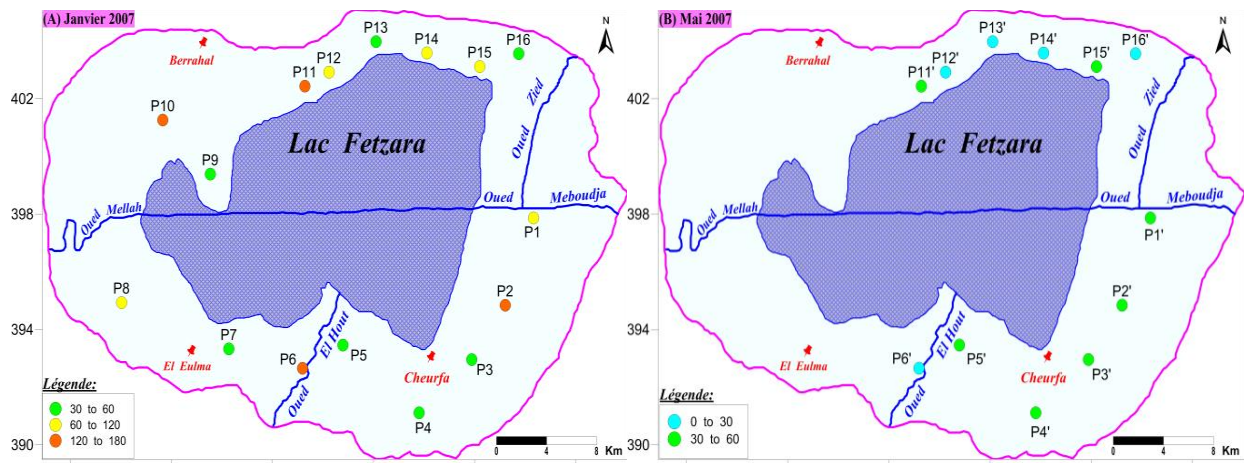 (A) Janvier 2007
N
P13
P14
P12
P15
P16
Berrahal
P11
402
P10
Lac Fetzara
Oued Zied
P9
398
Oued Mellah
Oued Meboudja
P1
P8
P2
394
P7
P5
El Eulma
P6
Oued El Hout
P3
Cheurfa
P4
Légende:
30 to 60
60 to 120
120 to 180
390
0 4 8
Km
(B) Mai 2007
N
P13'
P14'
P12'
P15'
P16'
Berrahal
P11'
402
Lac Fetzara
Oued Zied
398
Oued Mellah
Oued Meboudja
P1'
P2'
394
P5'
El Eulma
P6'
Oued El Hout
P3'
Cheurfa
P4'
Légende:
0 to 30
30 to 60
390
0 4 8
Km